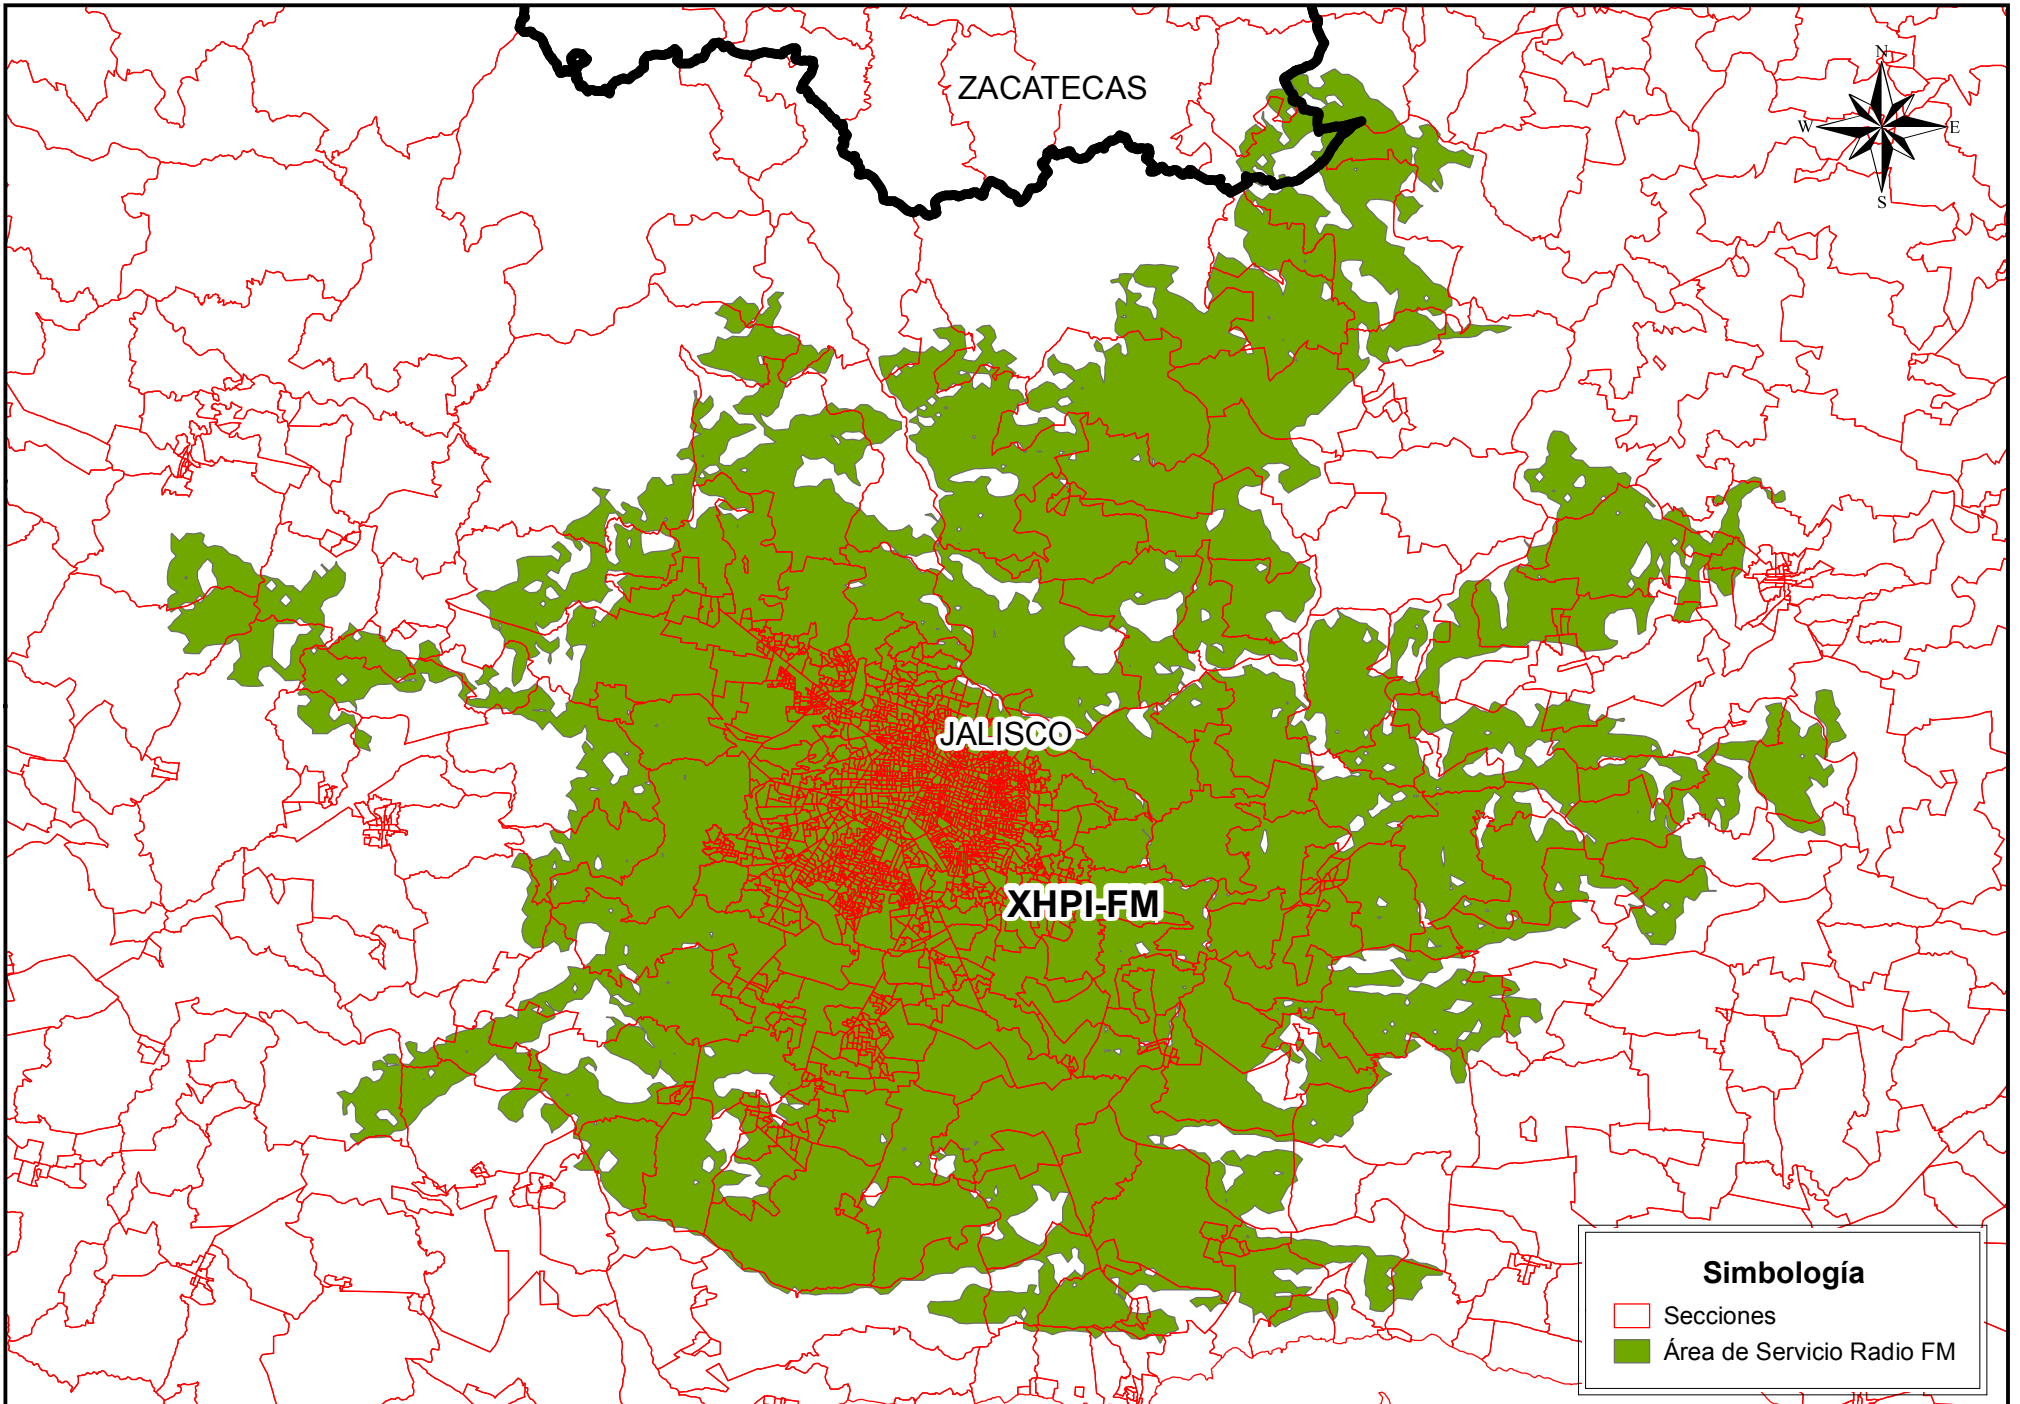 ZACATECAS
N
W E
S
JALISCO
XHPI-FM
Simbología
Secciones
Área de Servicio Radio FM